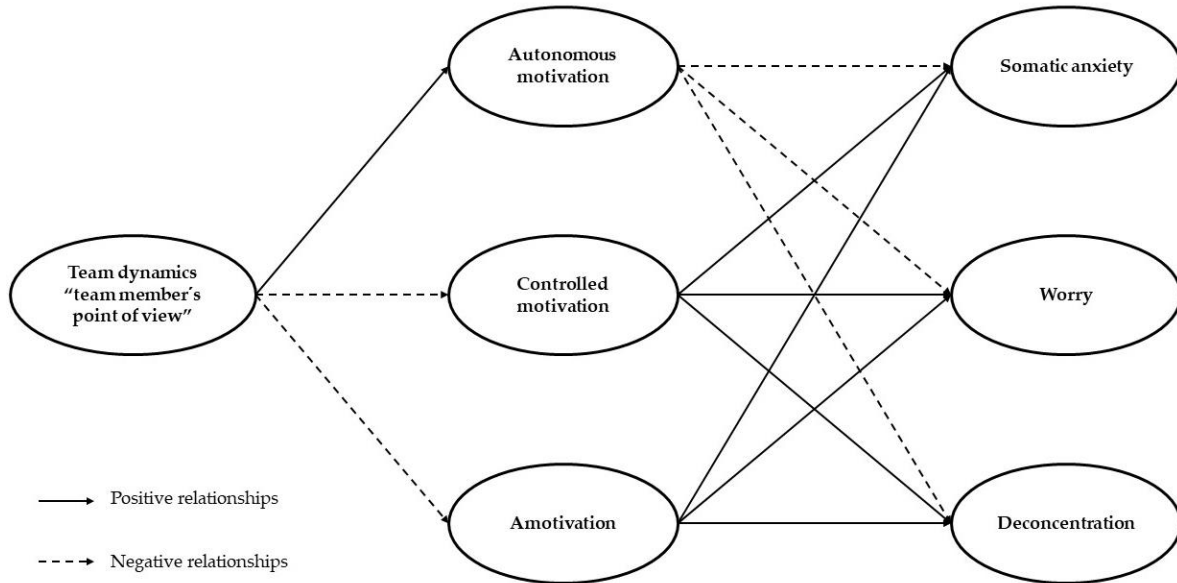 Autonomous
motivation
Somatic anxiety
Team dynamics
“team member´s
point of view”
Controlled
motivation
Worry
Amotivation
Deconcentration
Positive relationships
Negative relationships